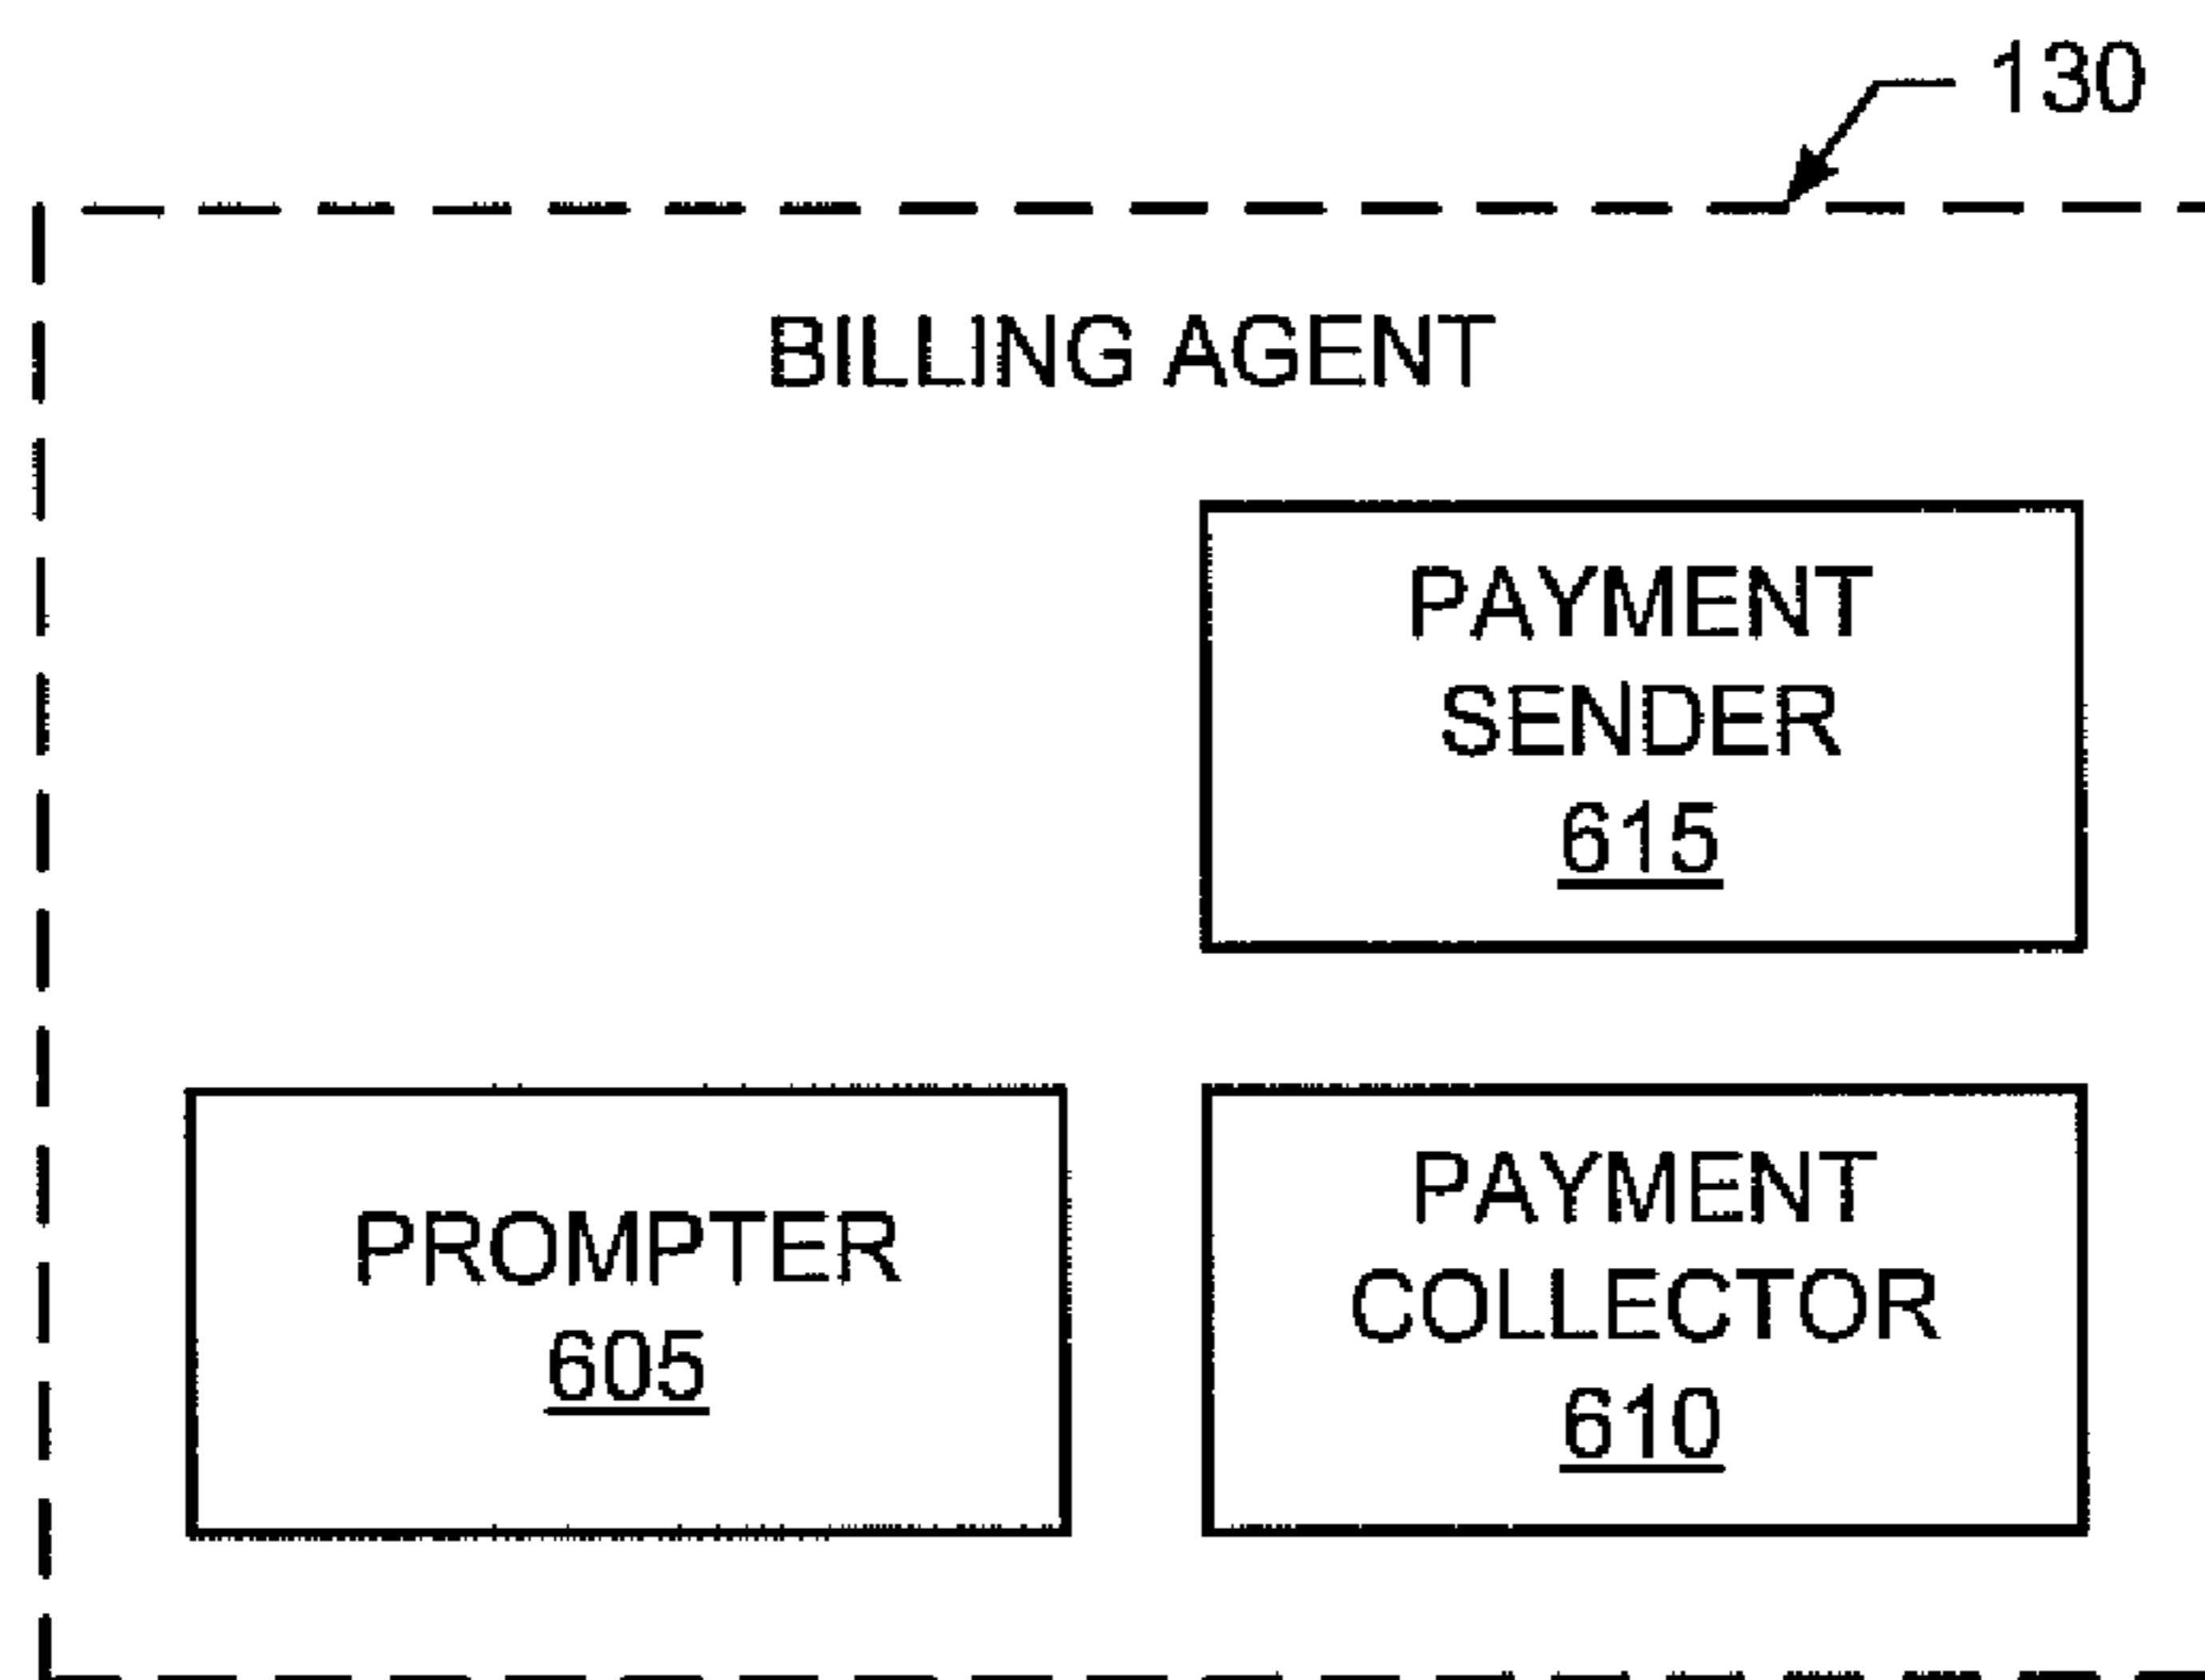 130
BILLING AGENT
PAYMENT
SENDER
615
PROMPTER
605
PAYMENT
COLLECTOR
610